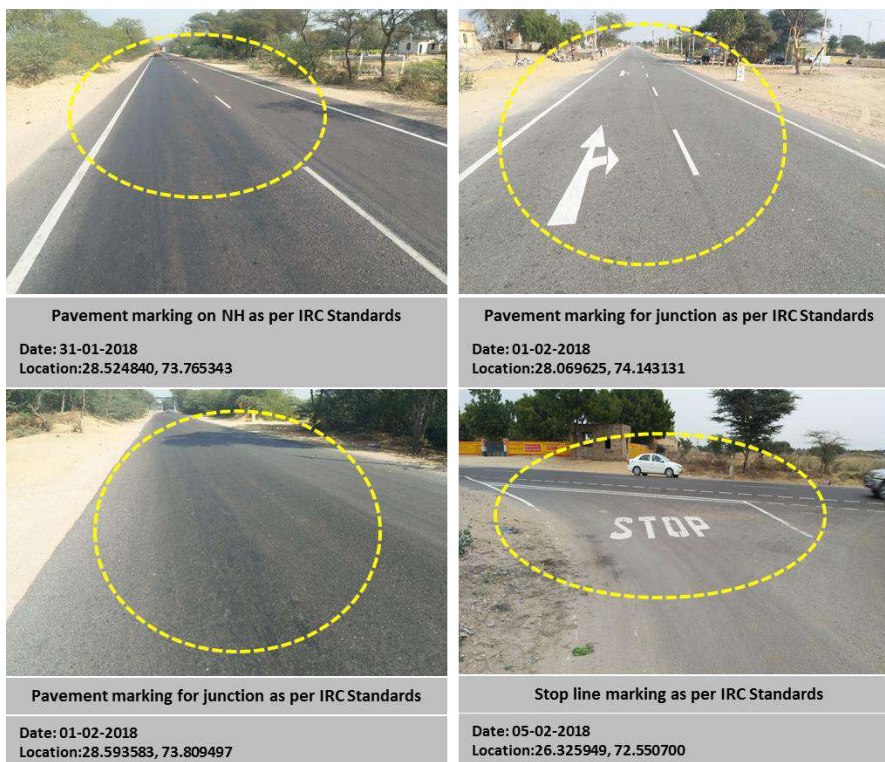 Pavement marking on NH as per IRC Standards
Date: 31-01-2018
Location:28.524840, 73.765343
Pavement marking for junction as per IRC Standards
Date: 01-02-2018
Location:28.069625, 74.143131
Pavement marking for junction as per IRC Standards
Date: 01-02-2018
Location:28.593583, 73.809497
STOP
Stop line marking as per IRC Standards
Date: 05-02-2018
Location:26.325949, 72.550700